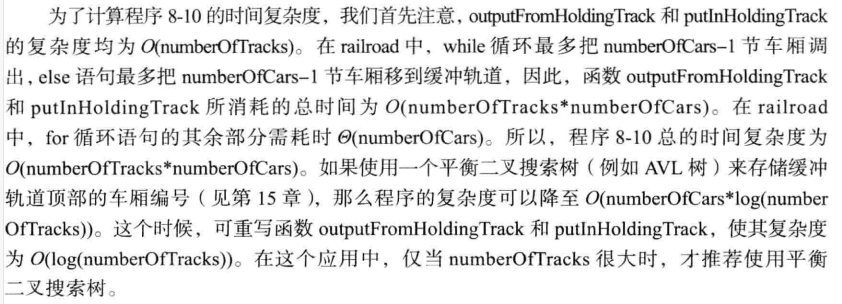 为了计算程序 8-10 的时间复杂度，我们首先注意，outputFromHoldingTrack 和 putInHoldingTrack
的复杂度均为 O(numberOfTracks)。在 railroad 中，while 循环最多把 numberOfCars–1 节车厢调
出，else 语句最多把 numberOfCars–1 节车厢移到缓冲轨道，因此，函数 outputFromHoldingTrack
和 putInHoldingTrack 所消耗的总时间为 O(numberOfTracks*numberOfCars)。在 railroad
中，for 循环语句的其余部分需耗时 Θ(numberOfCars)。所以，程序 8-10 总的时间复杂度为
O(numberOfTracks*numberOfCars)。如果使用一个平衡二叉搜索树（例如 AVL 树）来存储缓冲
轨道顶部的车厢编号（见第 15 章），那么程序的复杂度可以降至 O(numberOfCars*log(number
OfTracks))。这个时候，可重写函数 outputFromHoldingTrack 和 putInHoldingTrack，使其复杂度
为 O(log(numberOfTracks))。在这个应用中，仅当 numberOfTracks 很大时，才推荐使用平衡
二叉搜索树。